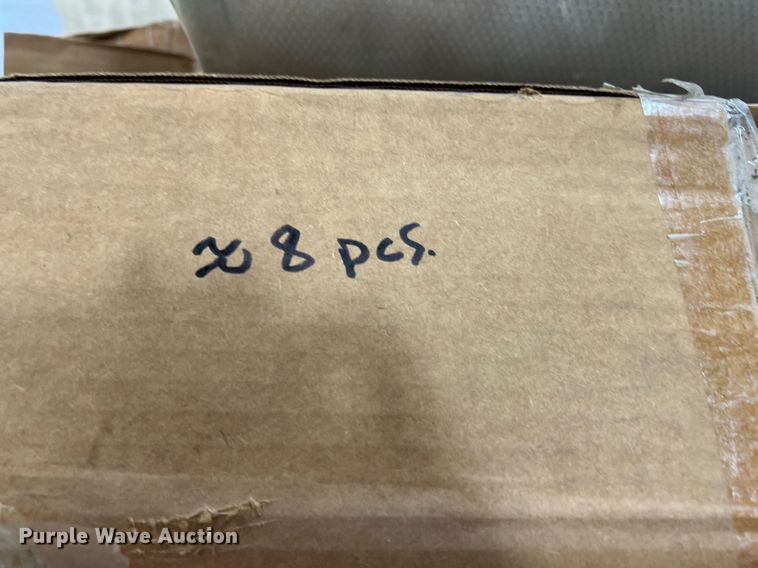 ≈ 8 pcs.
Purple Wave Auction